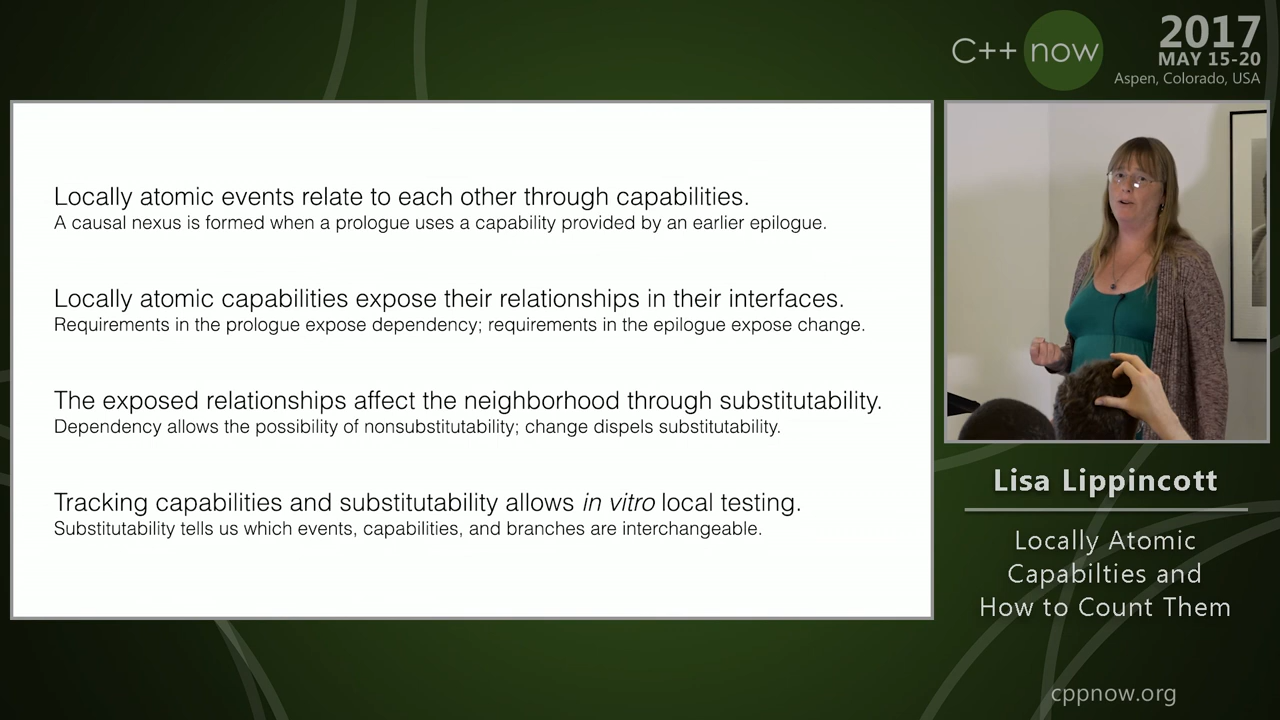 C++ now
2017
MAY 15-20
Aspen, Colorado, USA
Locally atomic events relate to each other through capabilities.
A causal nexus is formed when a prologue uses a capability provided by an earlier epilogue.
Locally atomic capabilities expose their relationships in their interfaces.
Requirements in the prologue expose dependency; requirements in the epilogue expose change.
The exposed relationships affect the neighborhood through substitutability.
Dependency allows the possibility of nonsubstitutability; change dispels substitutability.
Tracking capabilities and substitutability allows in vitro local testing.
Substitutability tells us which events, capabilities, and branches are interchangeable.
Lisa Lippincott
Locally Atomic
Capabilties and
How to Count Them
cppnow.org